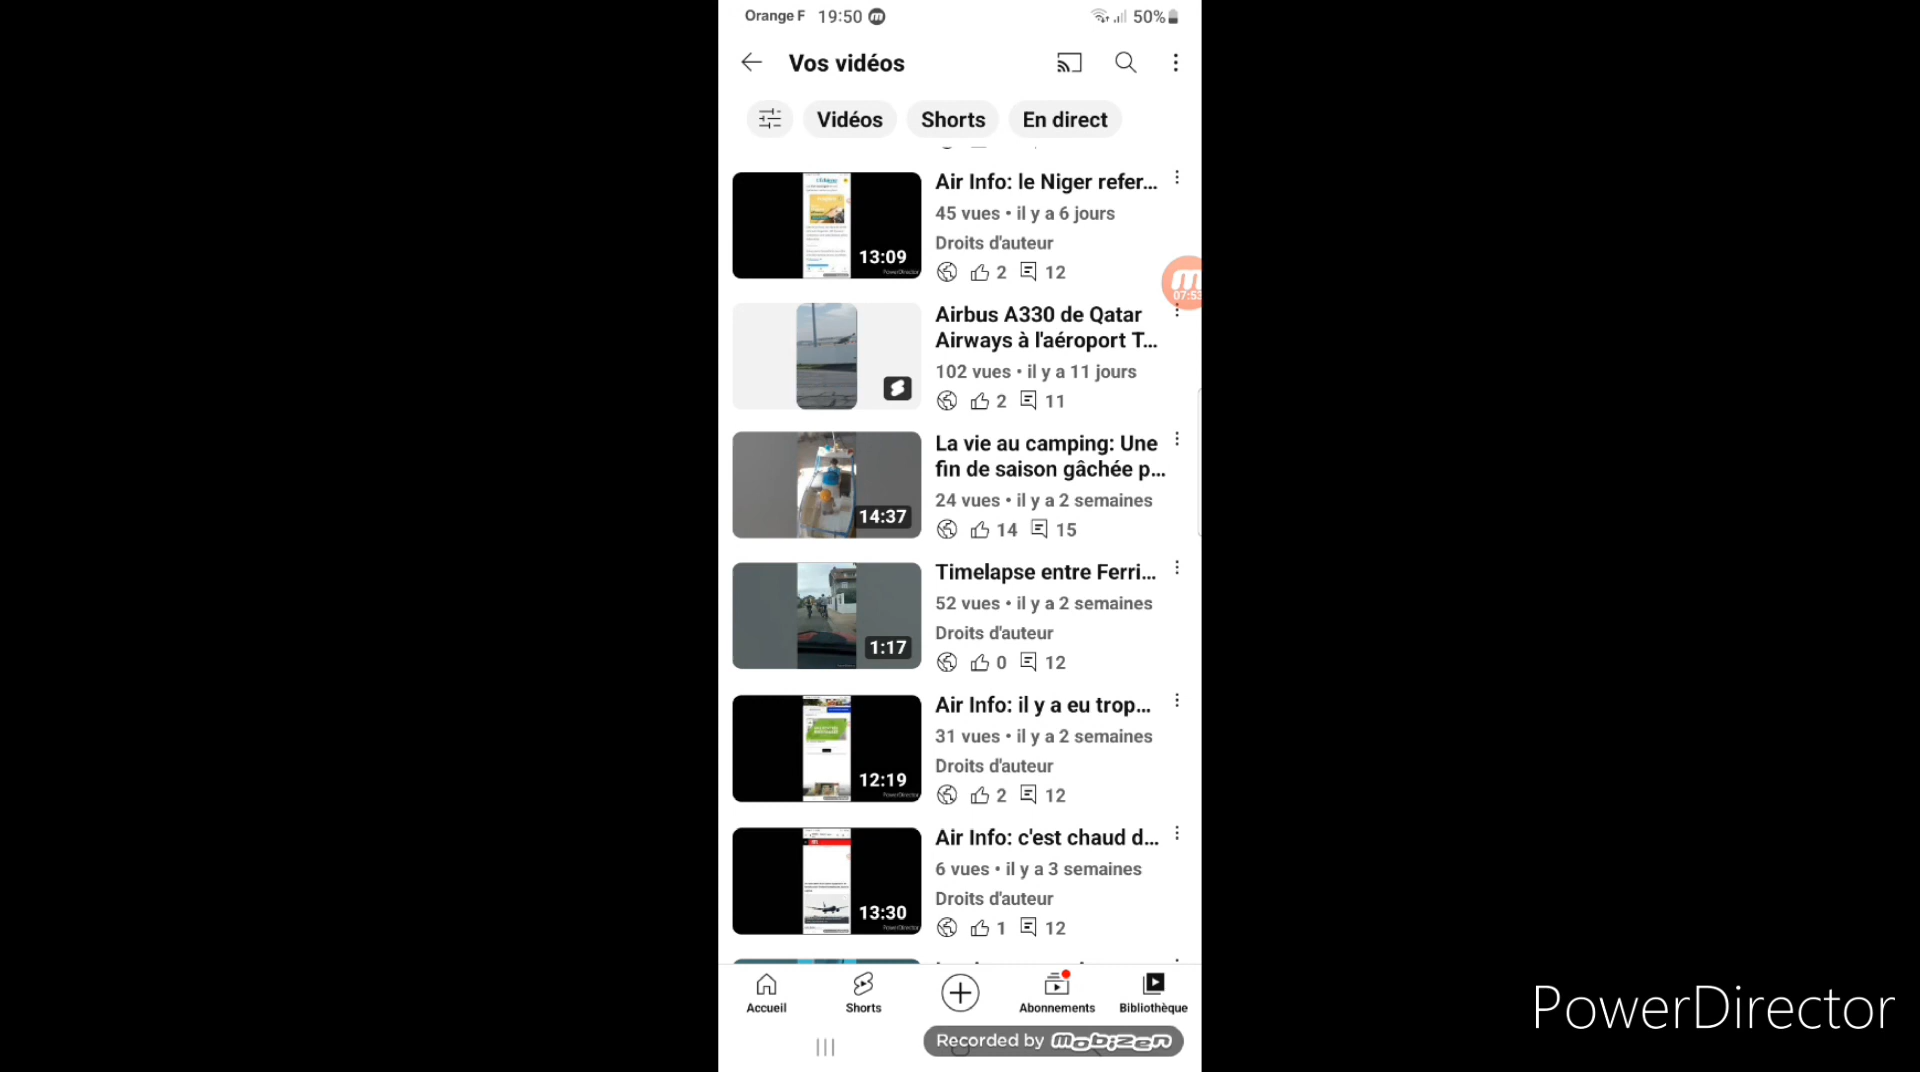 Orange F 19:50 50%
Vos vidéos
Vidéos Shorts En direct
Air Info: le Niger refer...
45 vues • il y a 6 jours
Droits d'auteur
2 12
13:09
07:53
Airbus A330 de Qatar
Airways à l'aéroport T...
102 vues • il y a 11 jours
2 11
La vie au camping: Une
fin de saison gâchée p...
24 vues • il y a 2 semaines
14 15
14:37
Timelapse entre Ferri...
52 vues • il y a 2 semaines
Droits d'auteur
0 12
1:17
Air Info: il y a eu trop...
31 vues • il y a 2 semaines
Droits d'auteur
2 12
12:19
Air Info: c'est chaud d...
6 vues • il y a 3 semaines
Droits d'auteur
1 12
13:30
Accueil Shorts Abonnements Bibliothèque
Recorded by mobizen
PowerDirector